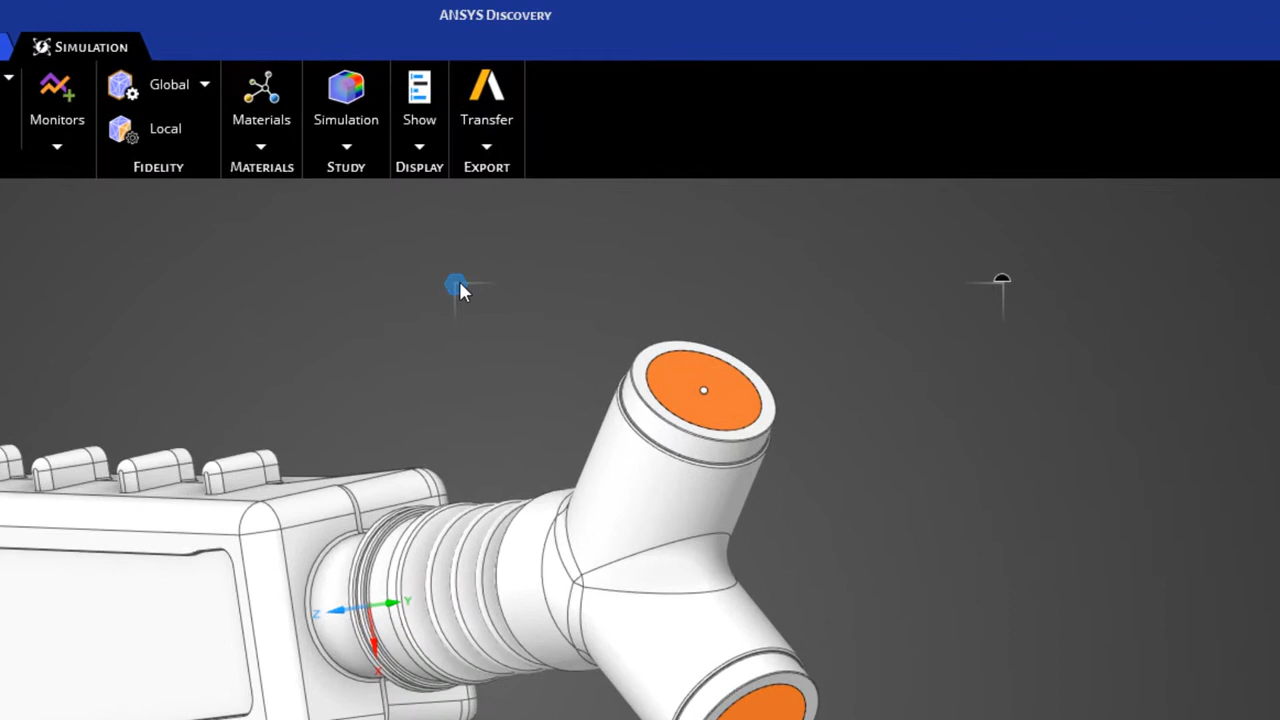 ANSYS DISCOVERY
SIMULATION
Monitors
Global
Local
Materials
Simulation
Show
Transfer
FIDELITY
MATERIALS
STUDY
DISPLAY
EXPORT
Z
Y
X